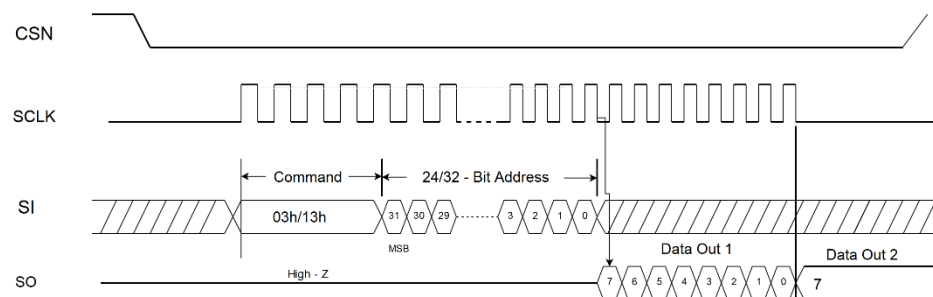 CSN
SCLK
Command
24/32 - Bit Address
SI
03h/13h
31 30 29 3 2 1 0
MSB
Data Out 1
Data Out 2
High - Z
SO
7 6 5 4 3 2 1 0 7